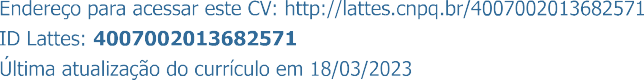 Endereço para acessar este CV: http://lattes.cnpq.br/4007002013682571
ID Lattes: 4007002013682571
Última atualização do currículo em 18/03/2023